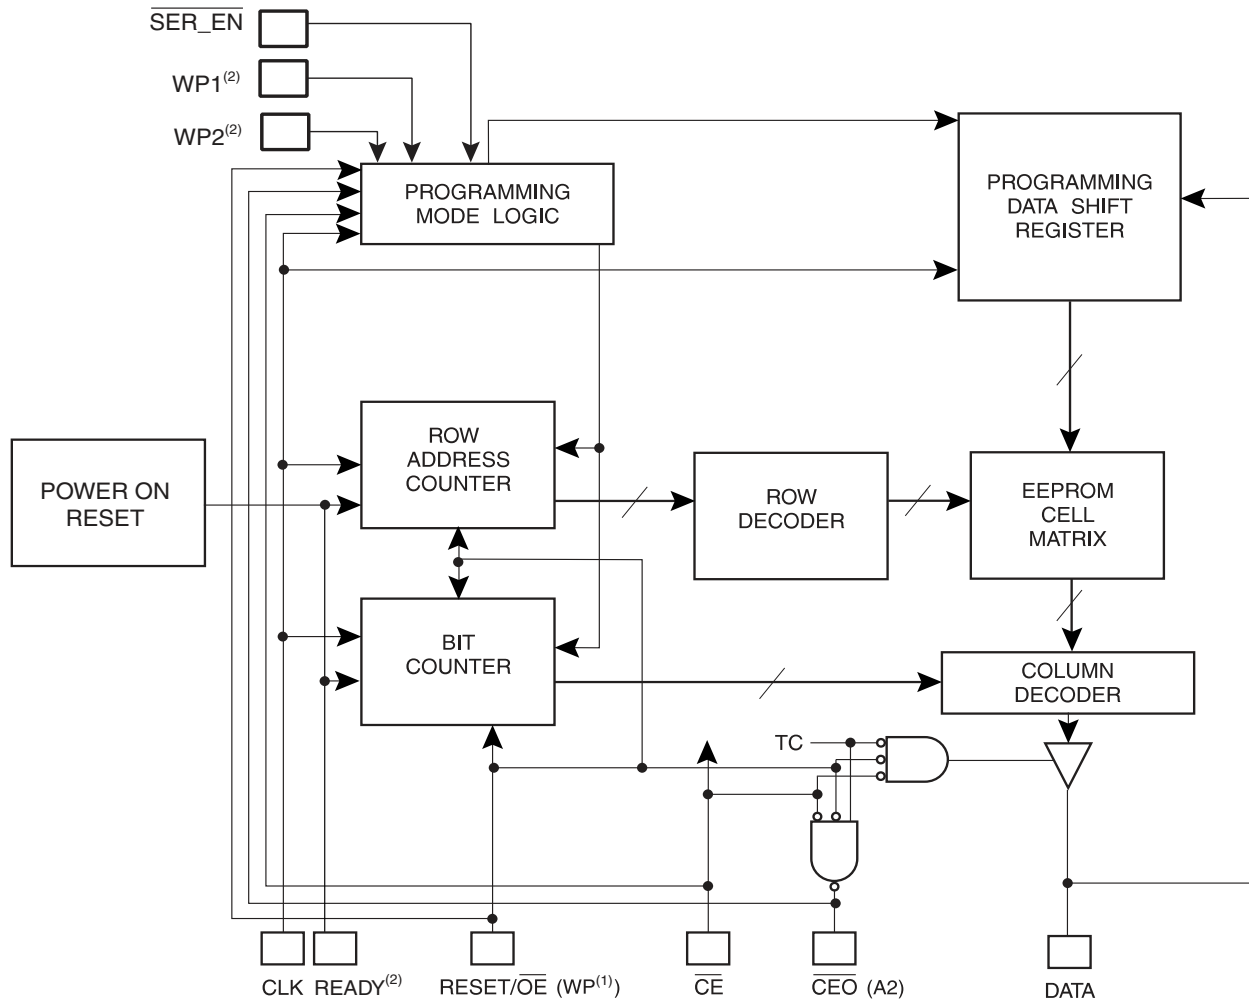 SER_EN
WP1(2)
WP2(2)
PROGRAMMING
MODE LOGIC
PROGRAMMING
DATA SHIFT
REGISTER
POWER ON
RESET
ROW
ADDRESS
COUNTER
ROW
DECODER
EEPROM
CELL
MATRIX
BIT
COUNTER
COLUMN
DECODER
TC
CLK
READY(2)
RESET/OE (WP(1))
CE
CEO (A2)
DATA